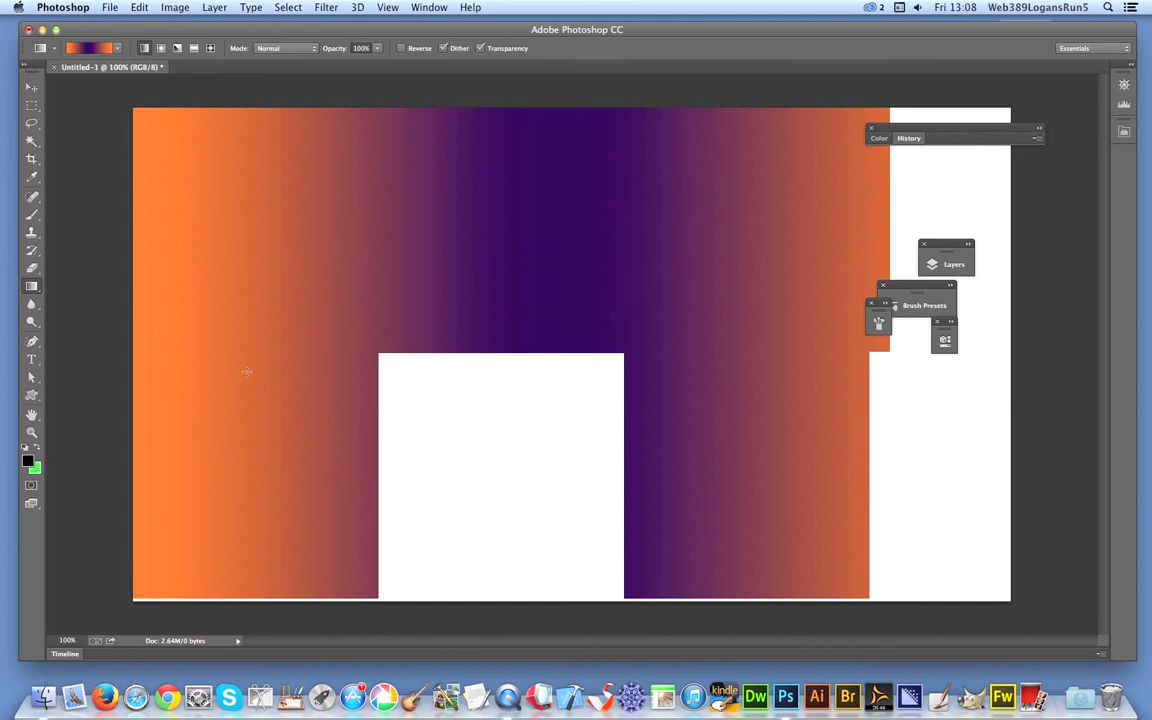 Photoshop File Edit Image Layer Type Select Filter 3D View Window Help 2 Fri 13:08 Web389LogansRun5
Adobe Photoshop CC
Mode: Normal Opacity: 100% Reverse Dither Transparency Essentials
Untitled-1 @ 100% (RGB/8) *
Color History
Layers
Brush Presets
T
100% Doc: 2.64M/0 bytes
Timeline
1 kindle Dw Ps Ai Br Fw